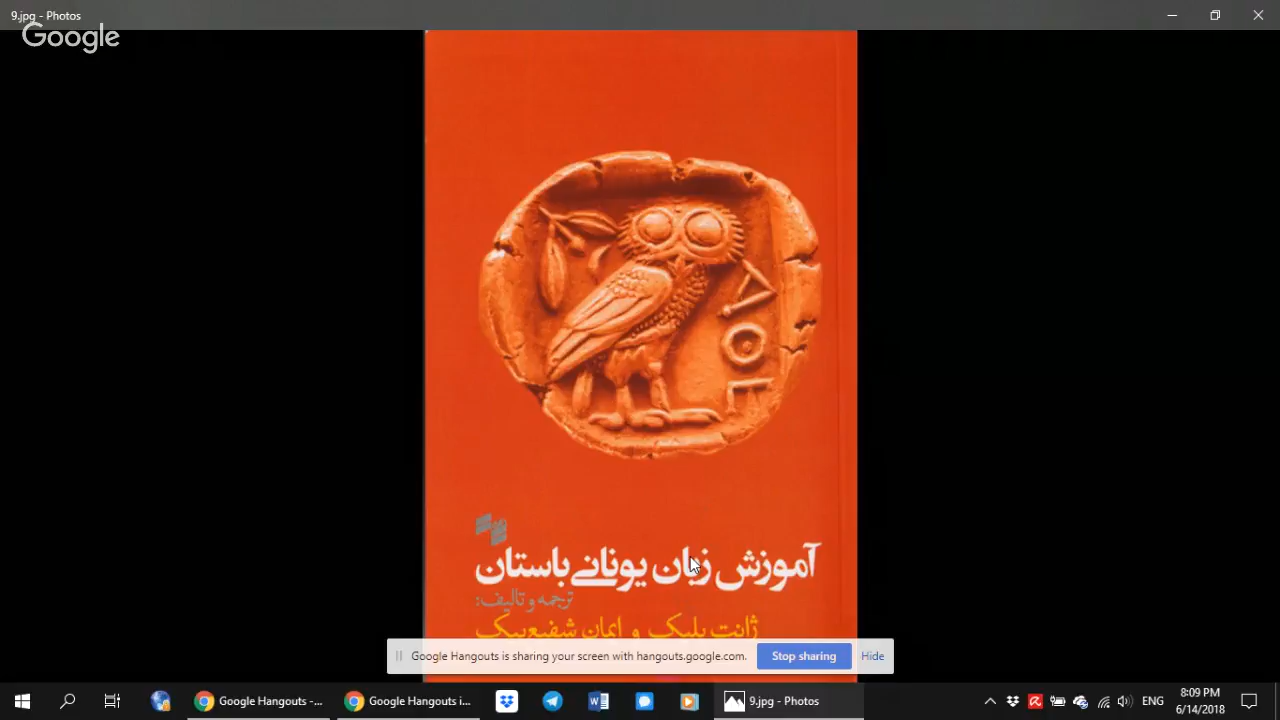 9.jpg - Photos
Google
ΑΘΕ
آموزش زبان یونانی باستان
ترجمه و تالیف:
ژانت بلیک و ایمان شفیع‌بیک
Google Hangouts is sharing your screen with hangouts.google.com.
Stop sharing
Hide
Google Hangouts -...
Google Hangouts i...
9.jpg - Photos
ENG
8:09 PM
6/14/2018